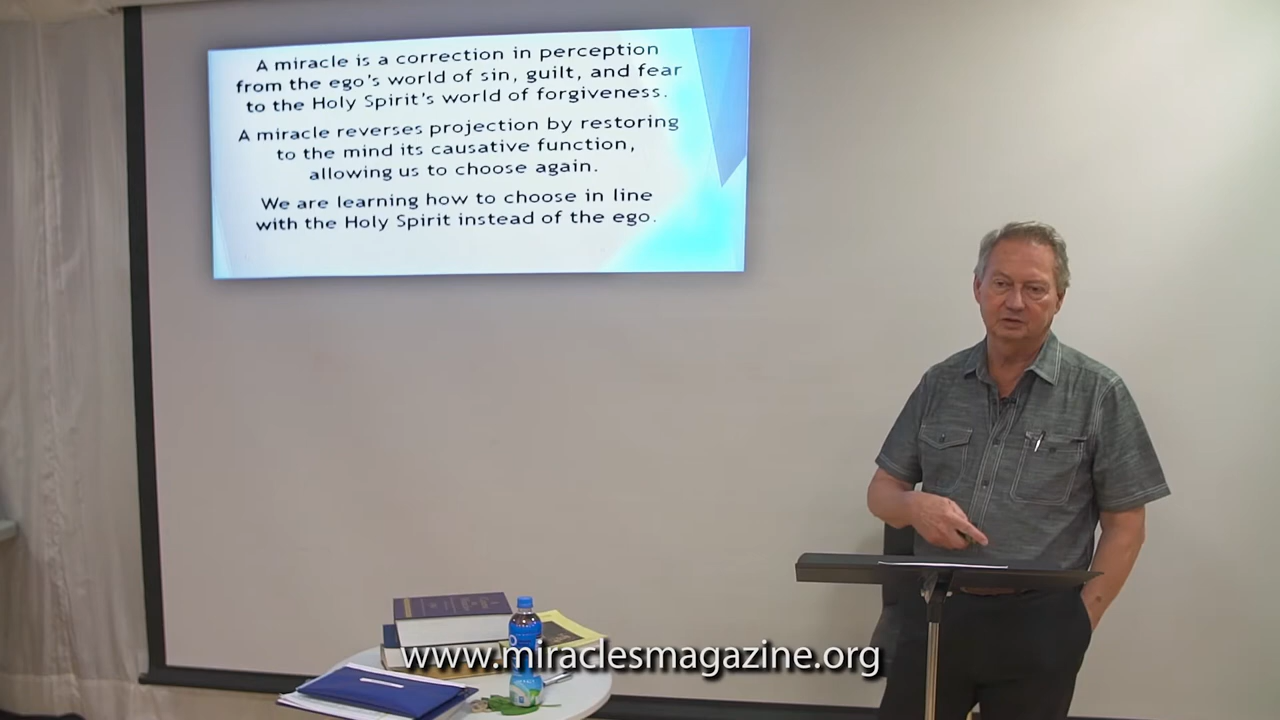 A miracle is a correction in perception
from the ego's world of sin, guilt, and fear
to the Holy Spirit's world of forgiveness.
A miracle reverses projection by restoring
to the mind its causative function,
allowing us to choose again.
We are learning how to choose in line
with the Holy Spirit instead of the ego.
www.miraclesmagazine.org